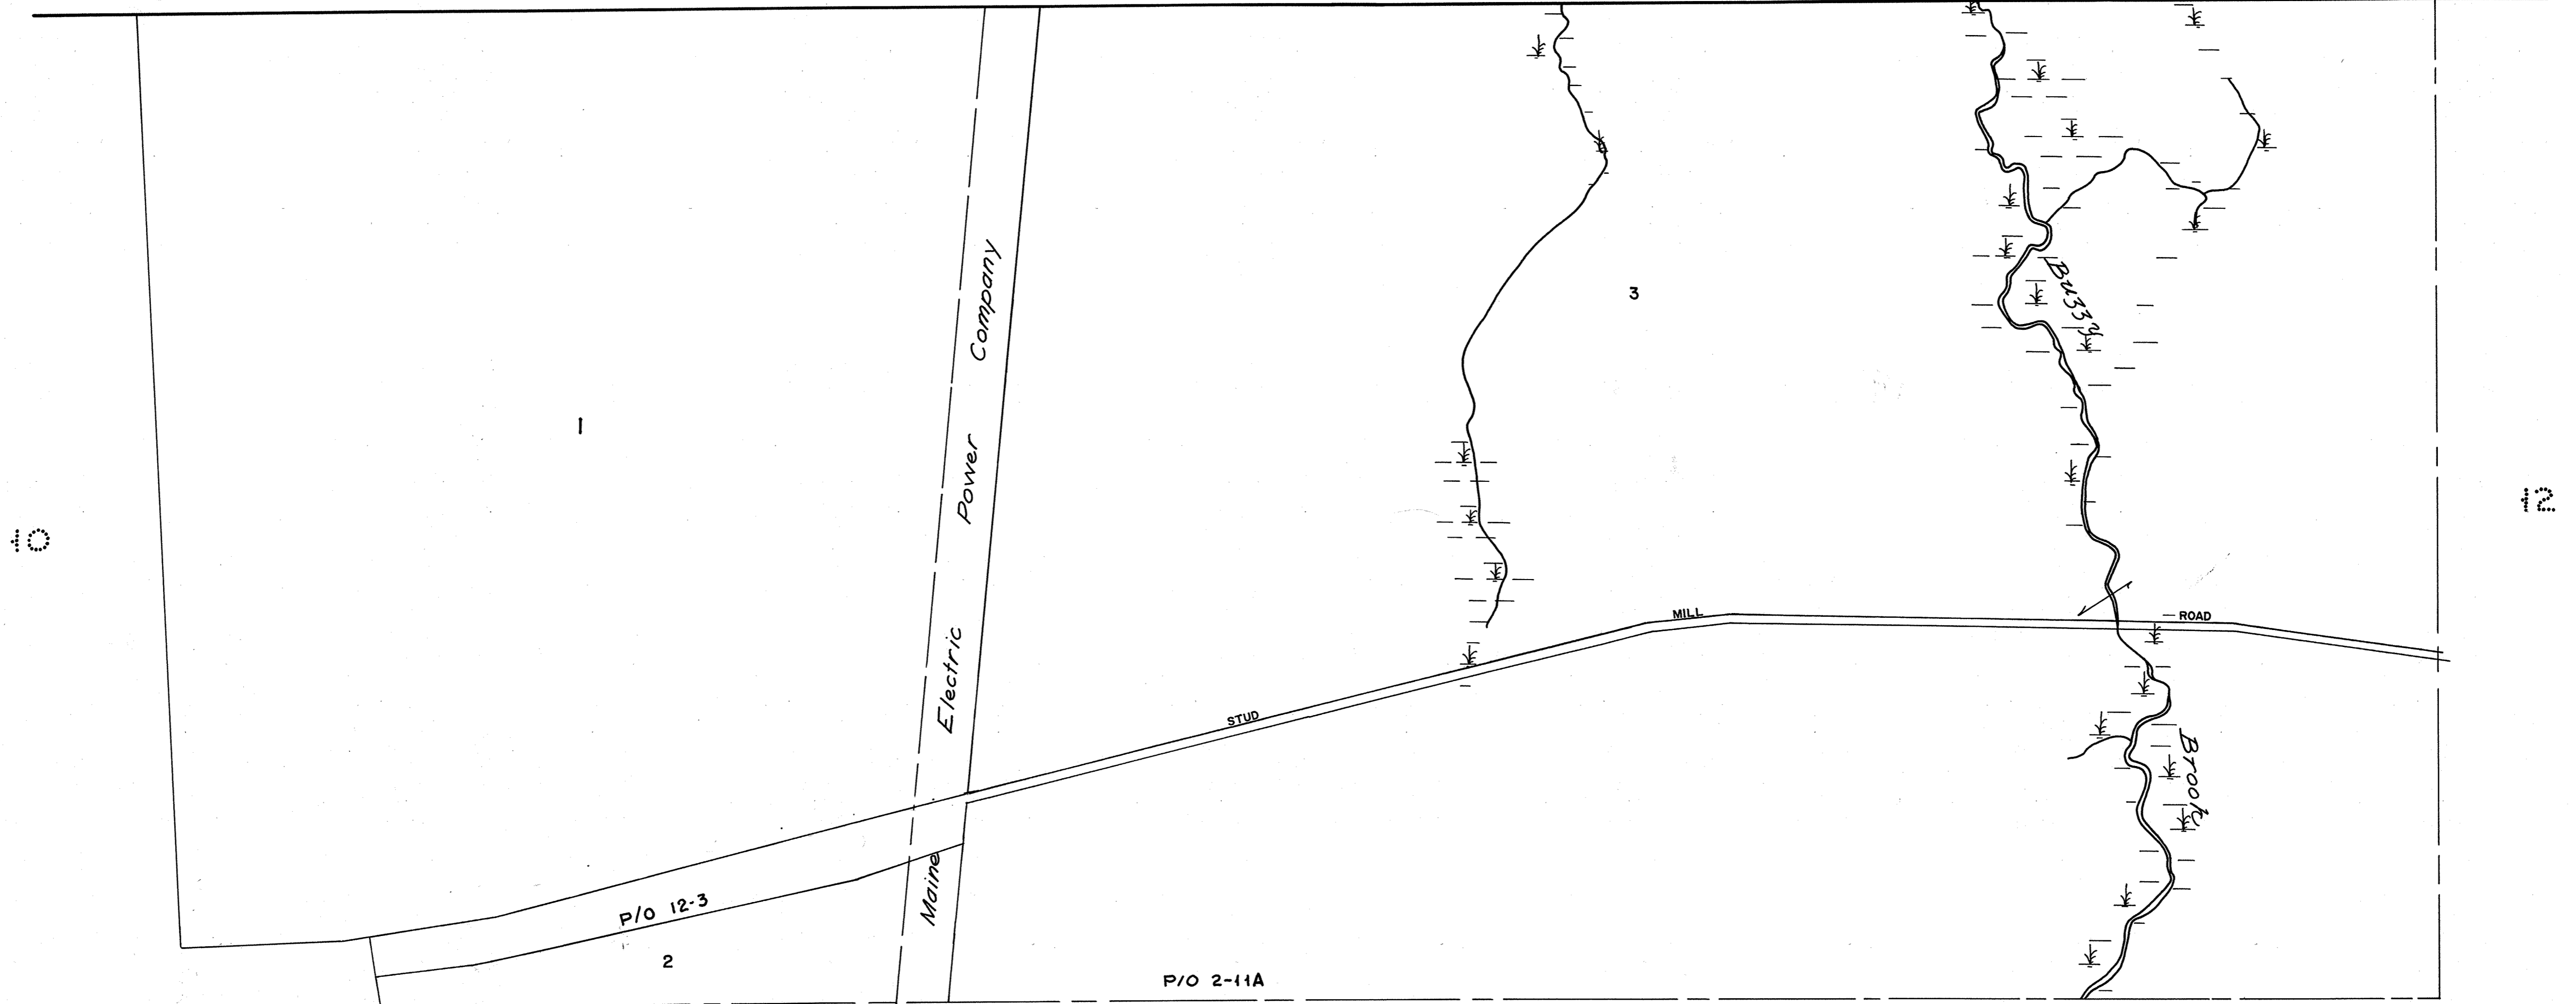 3
1
10
12
Maine Electric Power Company
Buzzy Brook
STUD MILL ROAD
P/O 12-3
2
P/O 2-11A